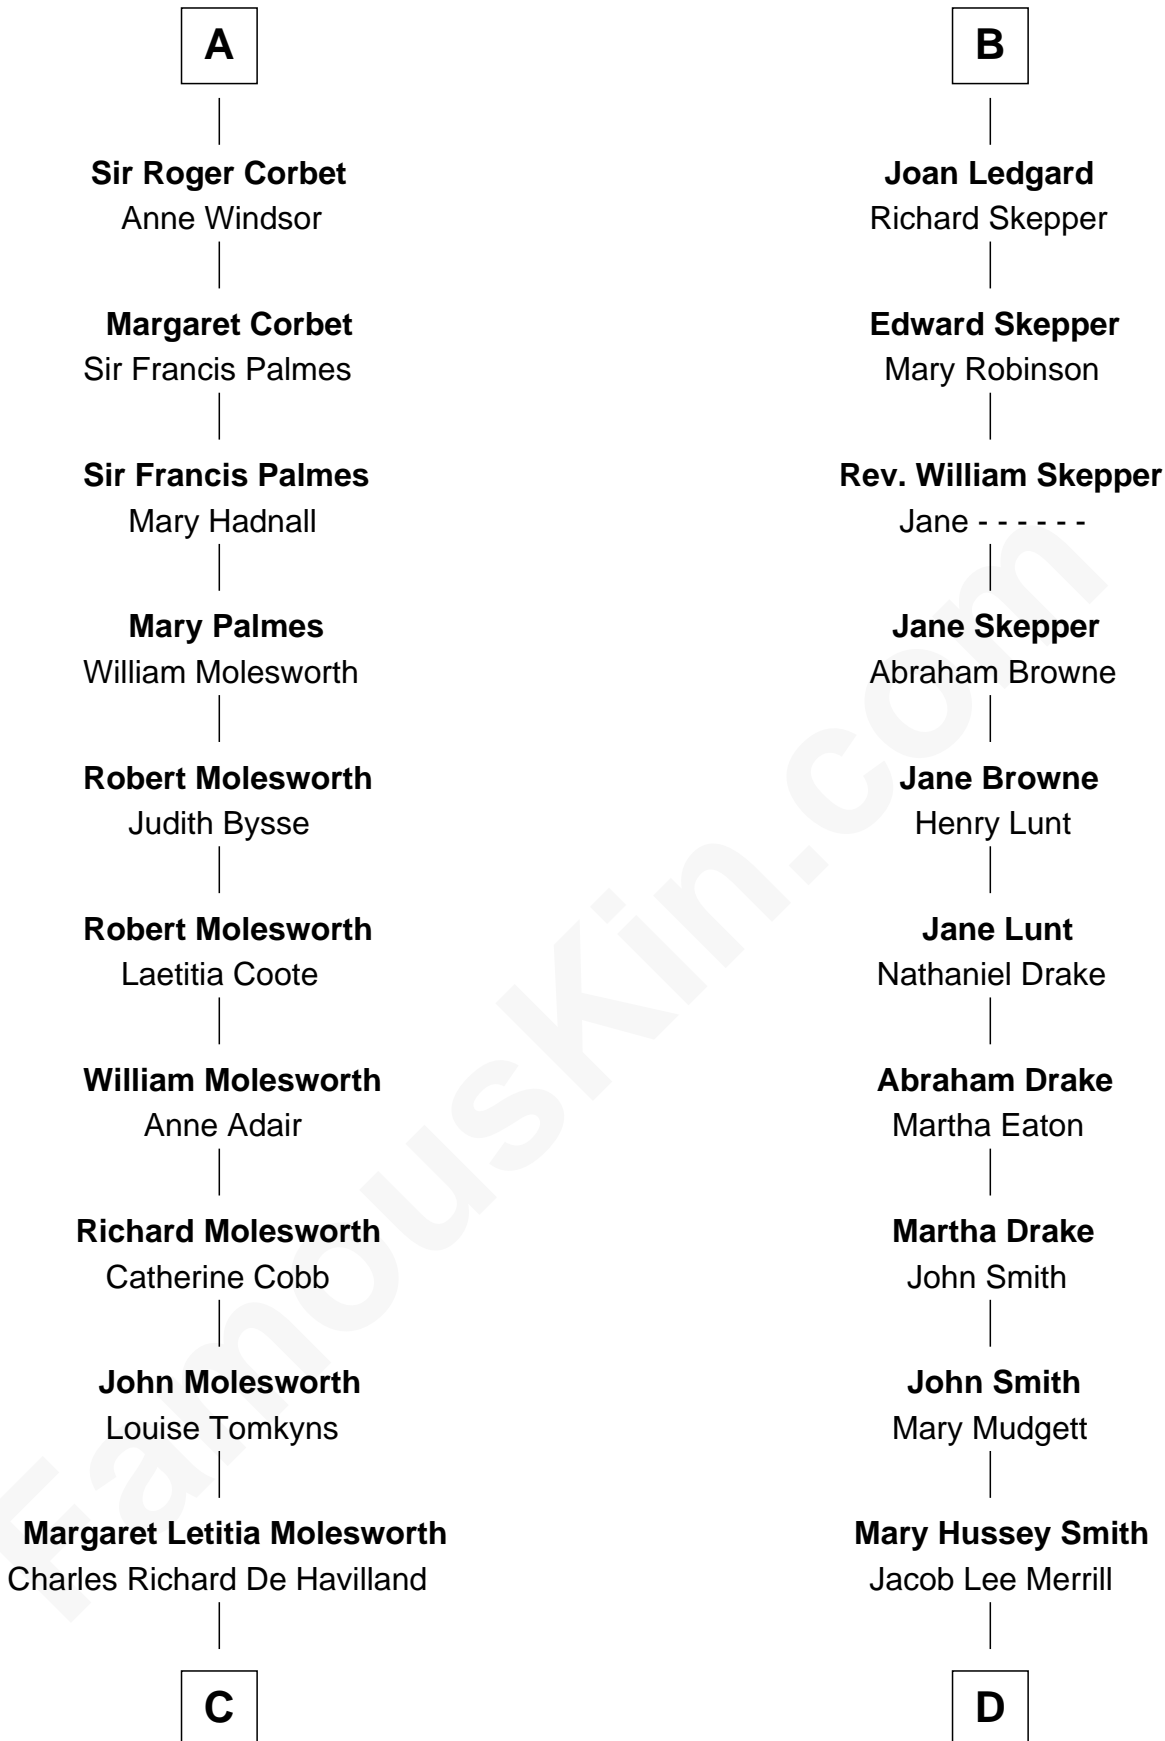 A
Sir Roger Corbet
Anne Windsor
Margaret Corbet
Sir Francis Palmes
Sir Francis Palmes
Mary Hadnall
Mary Palmes
William Molesworth
Robert Molesworth
Judith Bysse
Robert Molesworth
Laetitia Coote
William Molesworth
Anne Adair
Richard Molesworth
Catherine Cobb
John Molesworth
Louise Tomkyns
Margaret Letitia Molesworth
Charles Richard De Havilland
C
B
Joan Ledgard
Richard Skepper
Edward Skepper
Mary Robinson
Rev. William Skepper
Jane - - - - - -
Jane Skepper
Abraham Browne
Jane Browne
Henry Lunt
Jane Lunt
Nathaniel Drake
Abraham Drake
Martha Eaton
Martha Drake
John Smith
John Smith
Mary Mudgett
Mary Hussey Smith
Jacob Lee Merrill
D
FamousKin.com